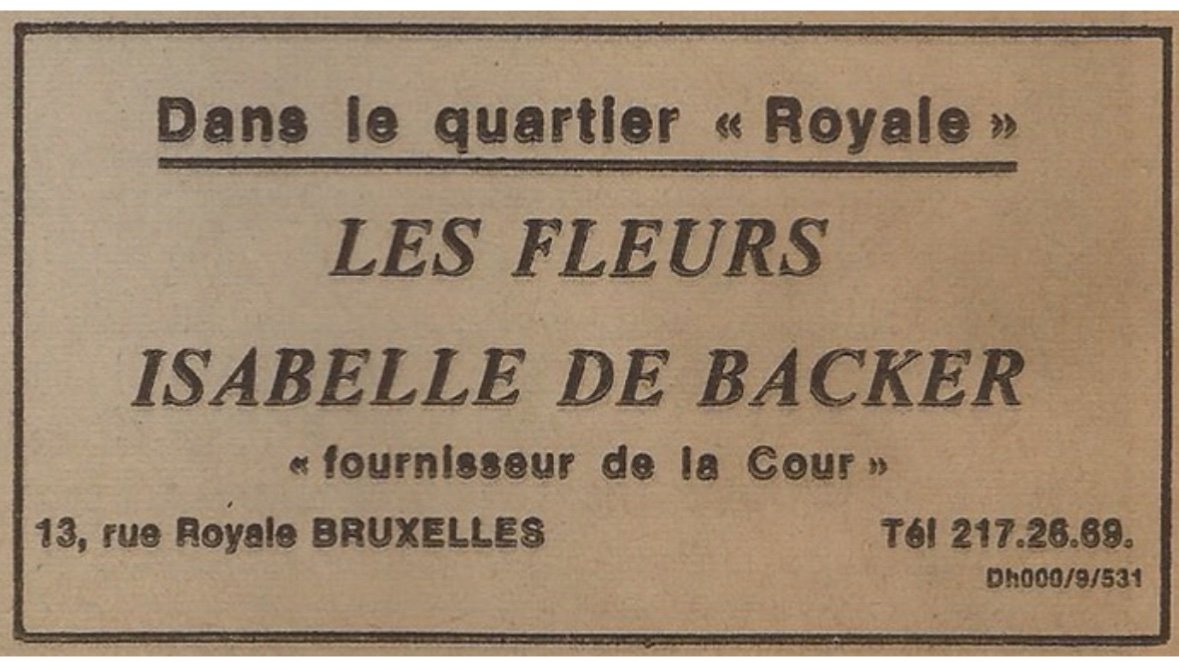 Dans le quartier « Royale »
LES FLEURS
ISABELLE DE BACKER
« fournisseur de la Cour »
13, rue Royale BRUXELLES
Tél 217.26.69.
Dh000/9/531